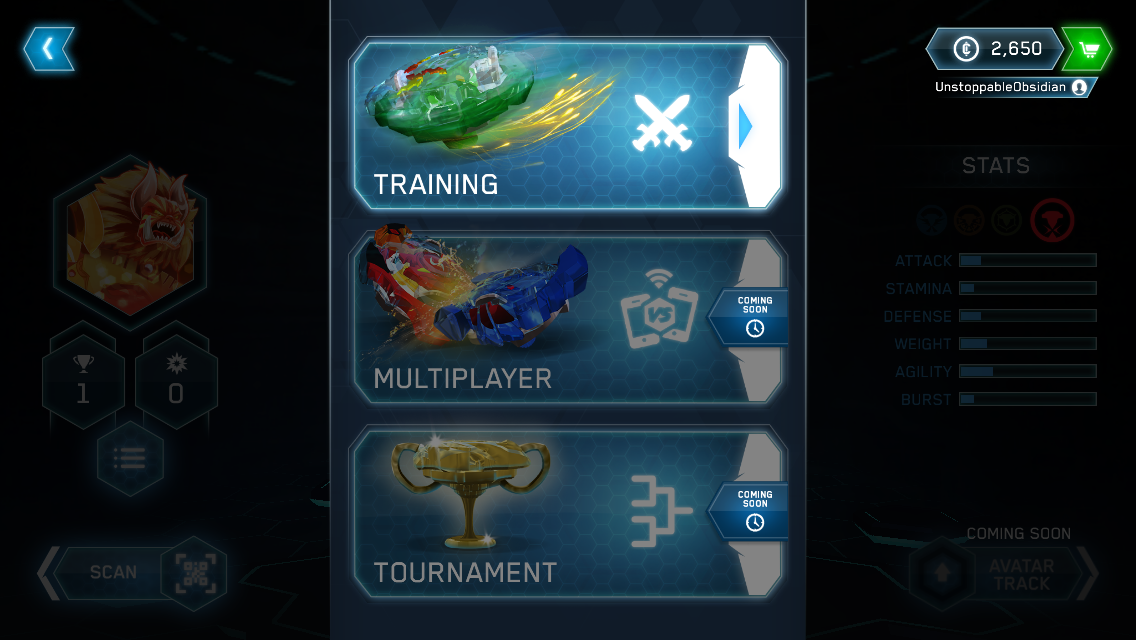 2,650
UnstoppableObsidian
TRAINING
STATS
ATTACK
STAMINA
DEFENSE
WEIGHT
AGILITY
BURST
VS
COMING
SOON
MULTIPLAYER
1
0
COMING
SOON
TOURNAMENT
SCAN
COMING SOON
AVATAR
TRACK